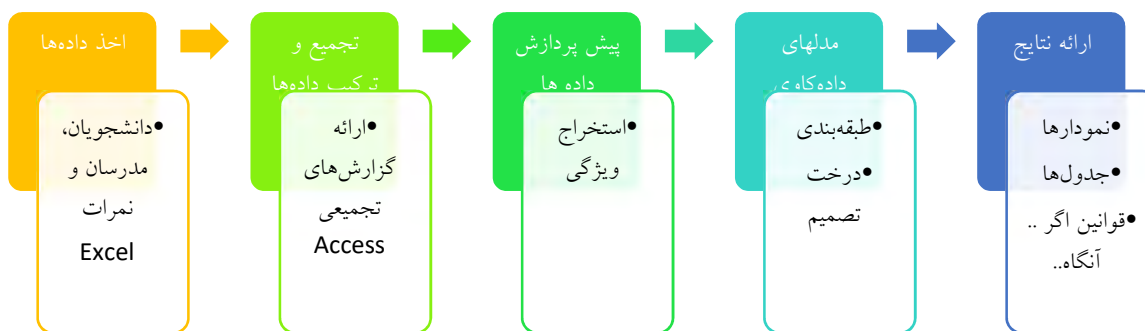 اخذ داده‌ها
•دانشجویان،
مدرسان و
نمرات
Excel
تجمیع و
ترکیب داده‌ها
•ارائه
گزارش‌های
تجمیعی
Access
پیش پردازش
داده ها
•استخراج
ویژگی
مدلهای
داده‌کاوی
•طبقه‌بندی
•درخت
تصمیم
ارائه نتایج
•نمودارها
•جدول‌ها
•قوانین اگر ..
آنگاه..